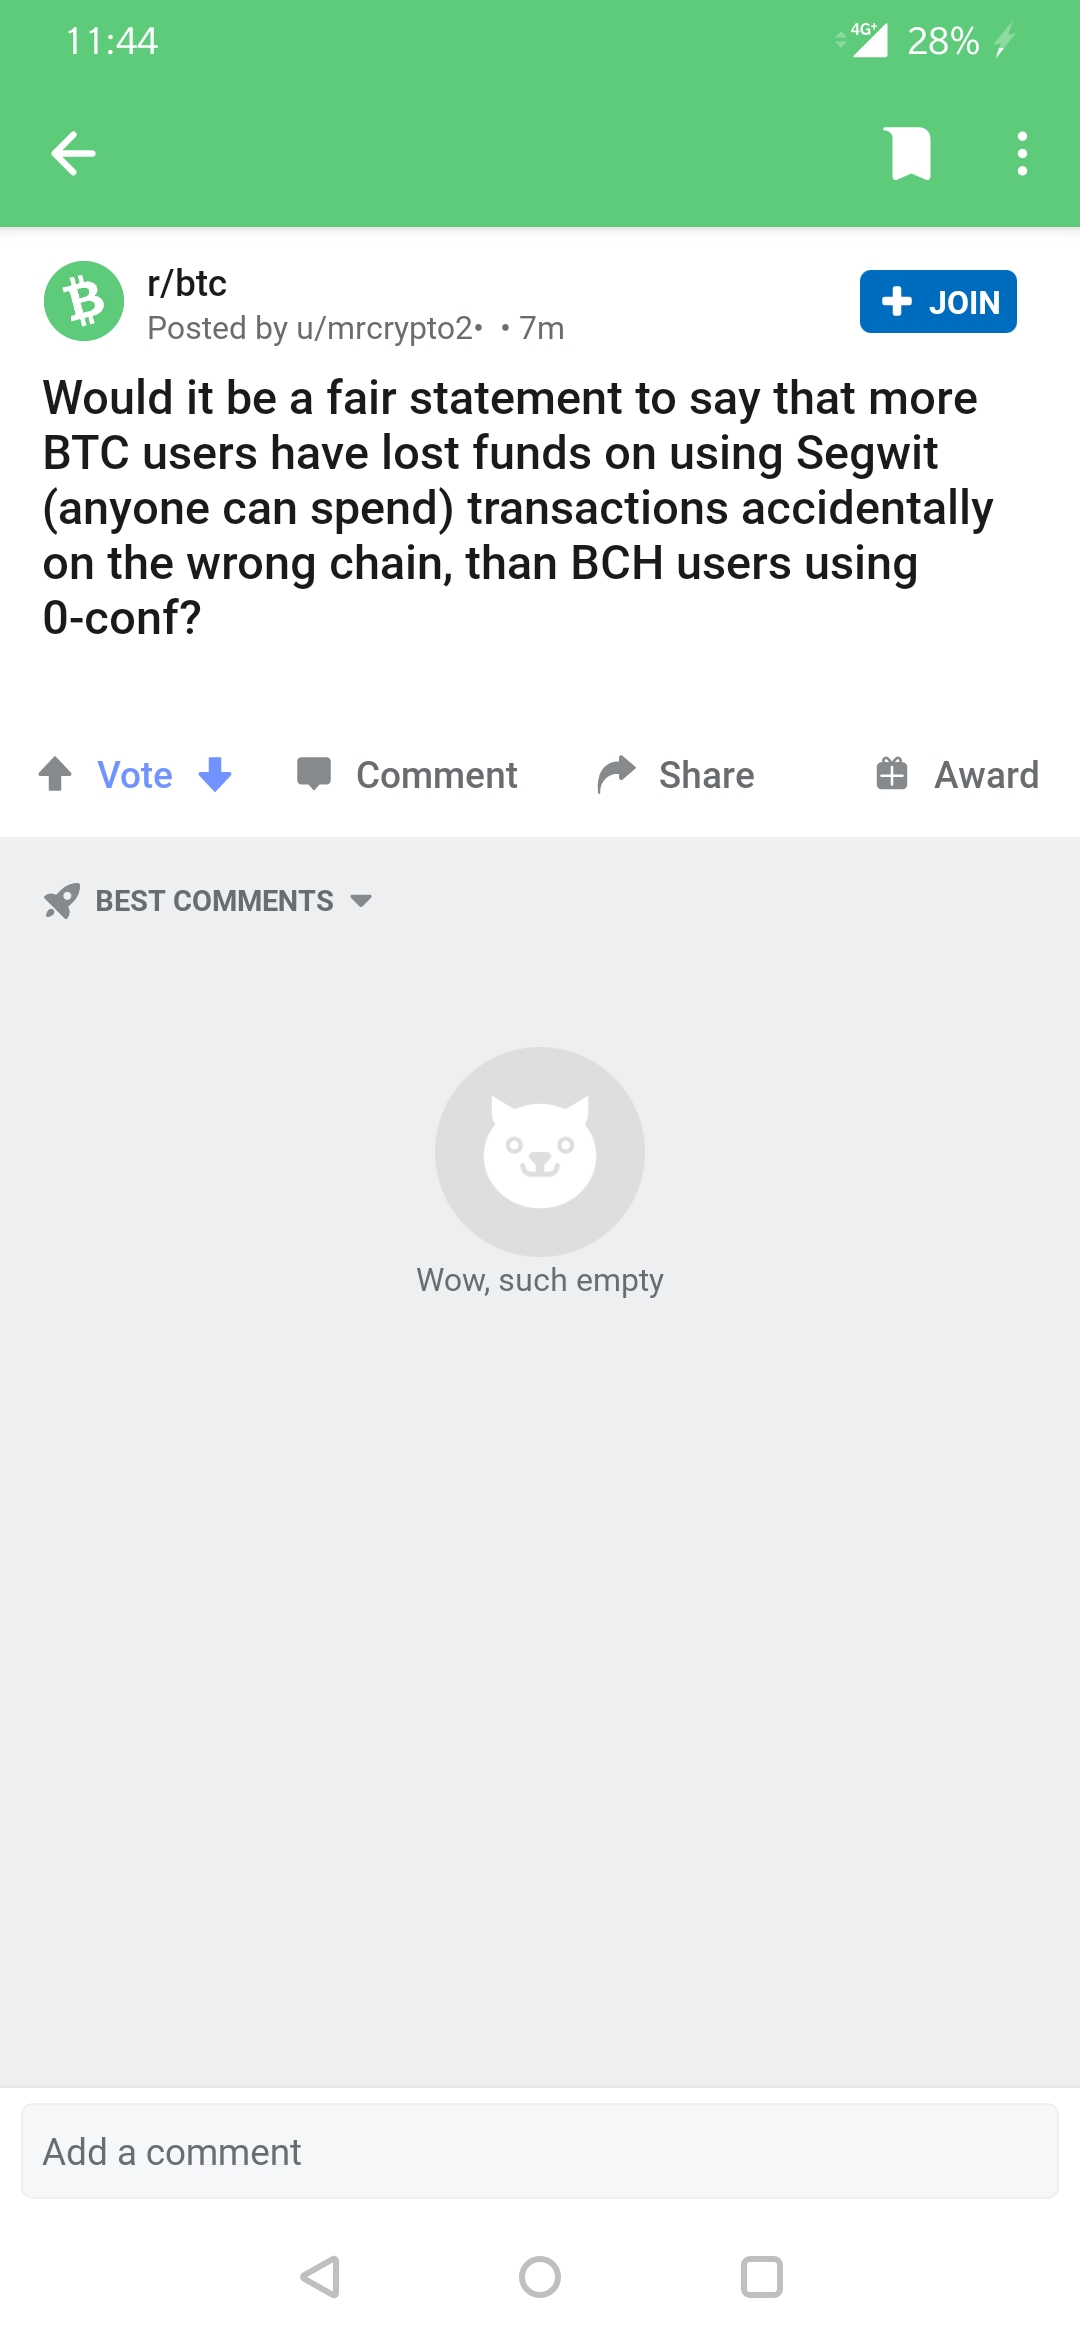 11:44 4G+ 28%
r/btc
Posted by u/mrcrypto2• • 7m
JOIN
Would it be a fair statement to say that more
BTC users have lost funds on using Segwit
(anyone can spend) transactions accidentally
on the wrong chain, than BCH users using
0-conf?
Vote Comment Share Award
BEST COMMENTS
Wow, such empty
Add a comment